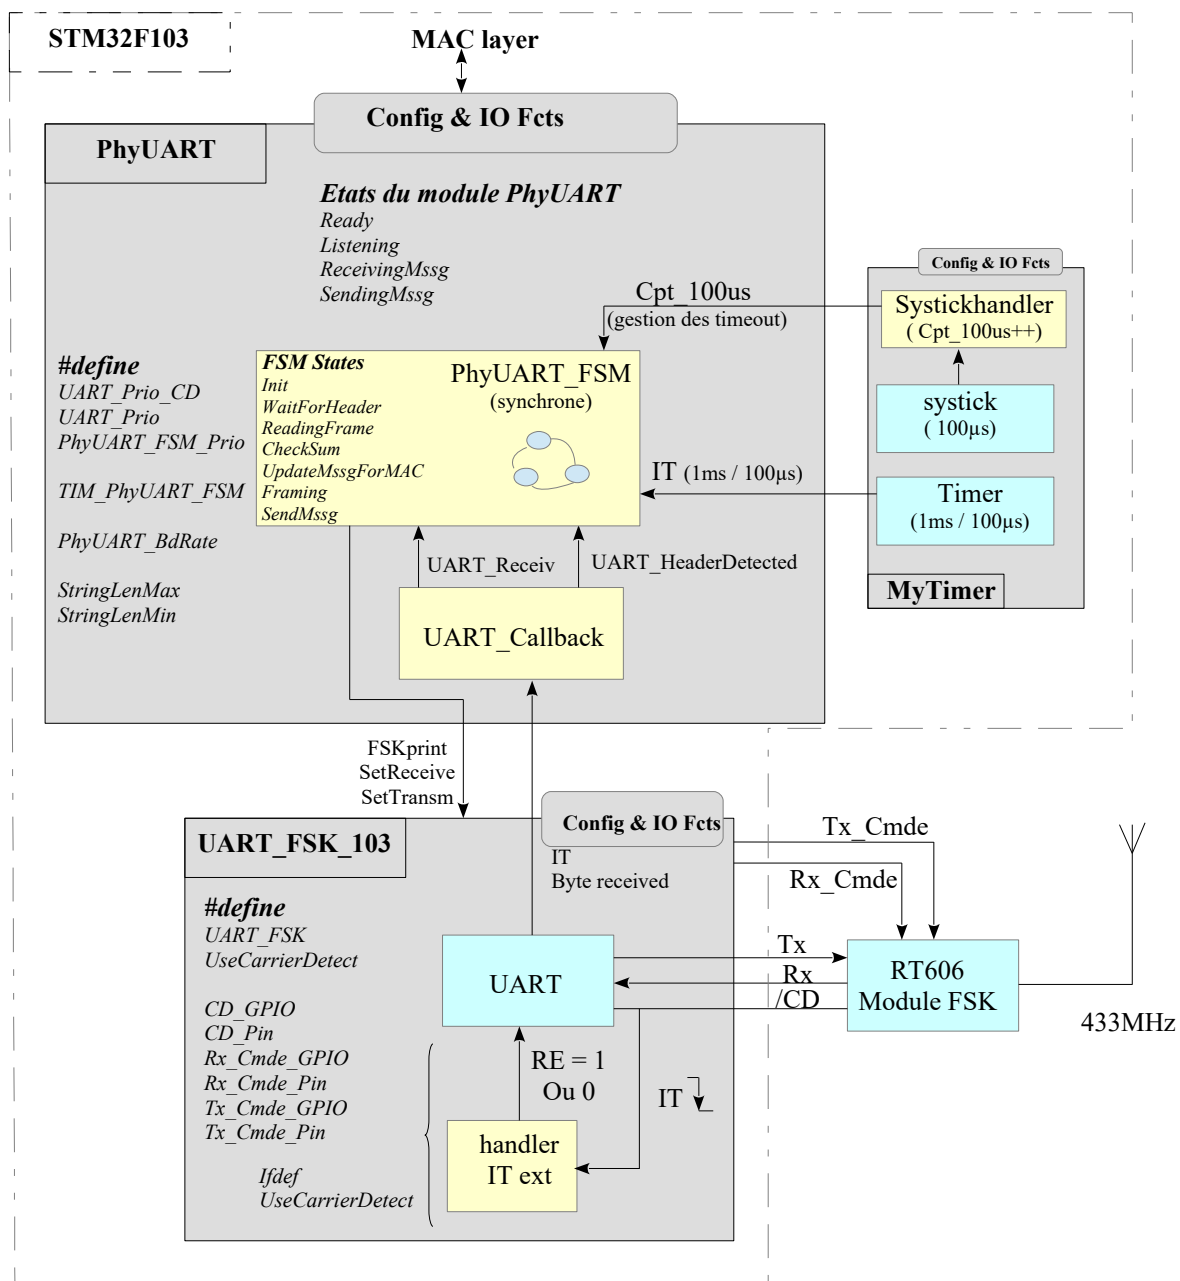 STM32F103
MAC layer
Config & IO Fcts
PhyUART
Etats du module PhyUART
Ready
Listening
ReceivingMssg
SendingMssg
Config & IO Fcts
Systickhandler
( Cpt_100us++)
systick
( 100µs)
Timer
(1ms / 100µs)
MyTimer
Cpt_100us
(gestion des timeout)
IT (1ms / 100µs)
#define
UART_Prio_CD
UART_Prio
PhyUART_FSM_Prio
TIM_PhyUART_FSM
PhyUART_BdRate
StringLenMax
StringLenMin
FSM States
Init
WaitForHeader
ReadingFrame
CheckSum
UpdateMssgForMAC
Framing
SendMssg
PhyUART_FSM
(synchrone)
UART_Receiv
UART_HeaderDetected
UART_Callback
FSKprint
SetReceive
SetTransm
Config & IO Fcts
UART_FSK_103
IT
Byte received
#define
UART_FSK
UseCarrierDetect
CD_GPIO
CD_Pin
Rx_Cmde_GPIO
Rx_Cmde_Pin
Tx_Cmde_GPIO
Tx_Cmde_Pin
Ifdef
UseCarrierDetect
UART
RE = 1
Ou 0
handler
IT ext
IT
Tx_Cmde
Rx_Cmde
Tx
Rx
/CD
RT606
Module FSK
433MHz